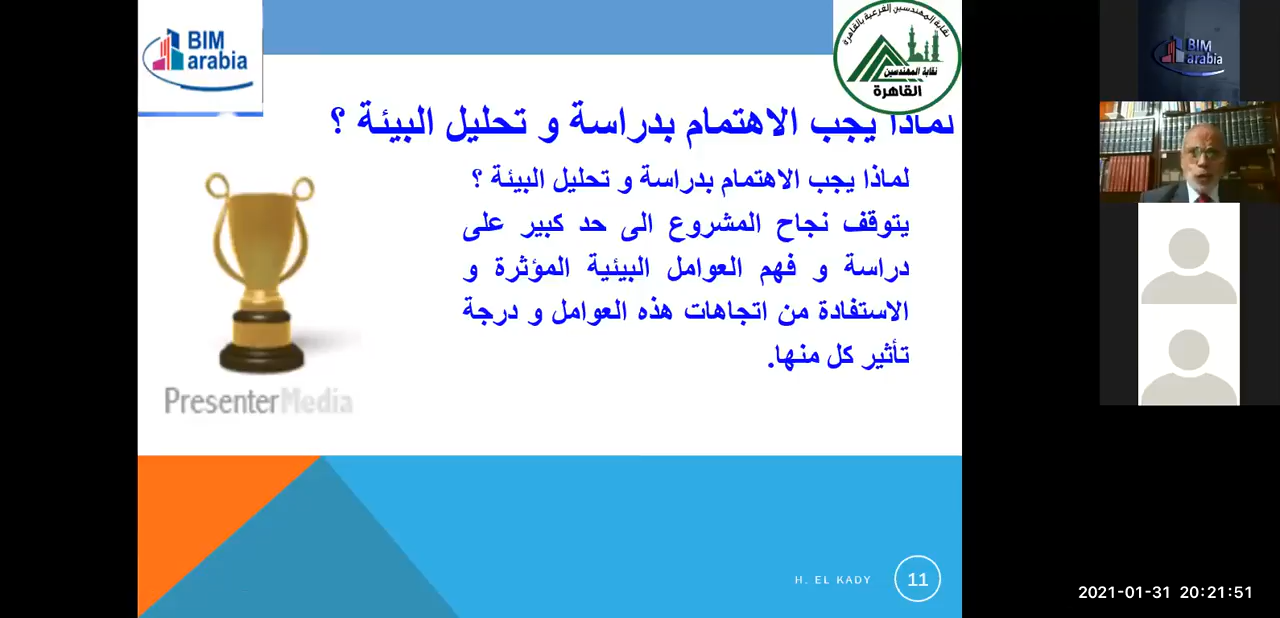 BIM
arabia
نقابة المهندسين الفرعية بالقاهرة
نقابة المهندسين
القاهرة
BIM
arabia
لماذا يجب الاهتمام بدراسة و تحليل البيئة ؟
لماذا يجب الاهتمام بدراسة و تحليل البيئة ؟
يتوقف نجاح المشروع الى حد كبير على
دراسة و فهم العوامل البيئية المؤثرة و
الاستفادة من اتجاهات هذه العوامل و درجة
تأثير كل منها.
PresenterMedia
H. EL KADY
11
2021-01-31 20:21:51